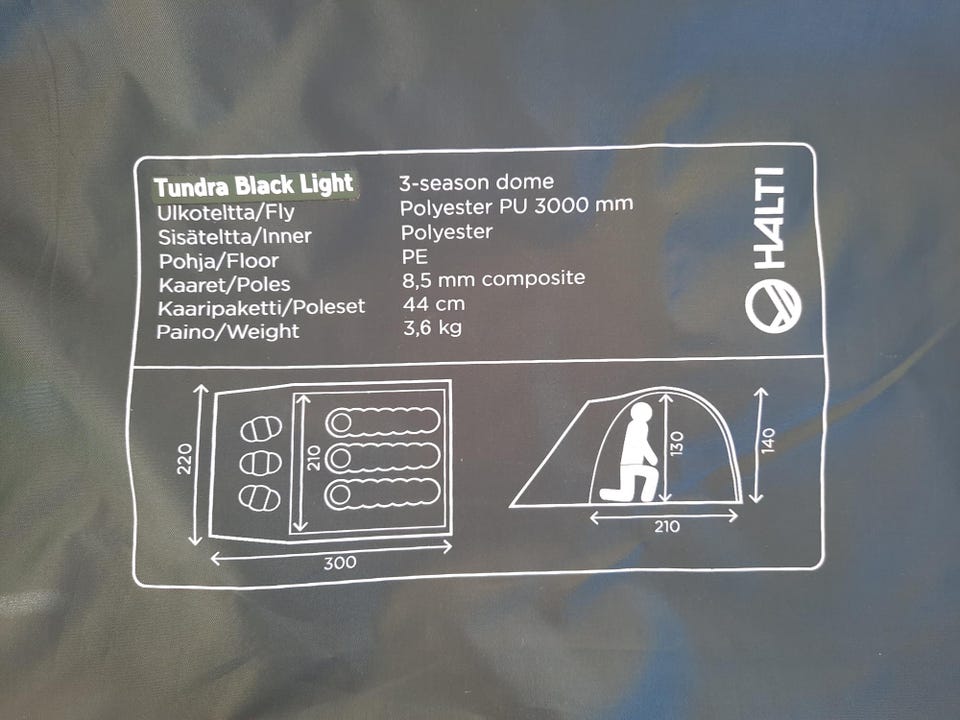 Tundra Black Light 3-season dome
Ulkoteltta/Fly Polyester PU 3000 mm
Sisäteltta/Inner Polyester
Pohja/Floor PE
Kaaret/Poles 8,5 mm composite
Kaaripaketti/Poleset 44 cm
Paino/Weight 3,6 kg
HALTI
220
210
300
130
140
210